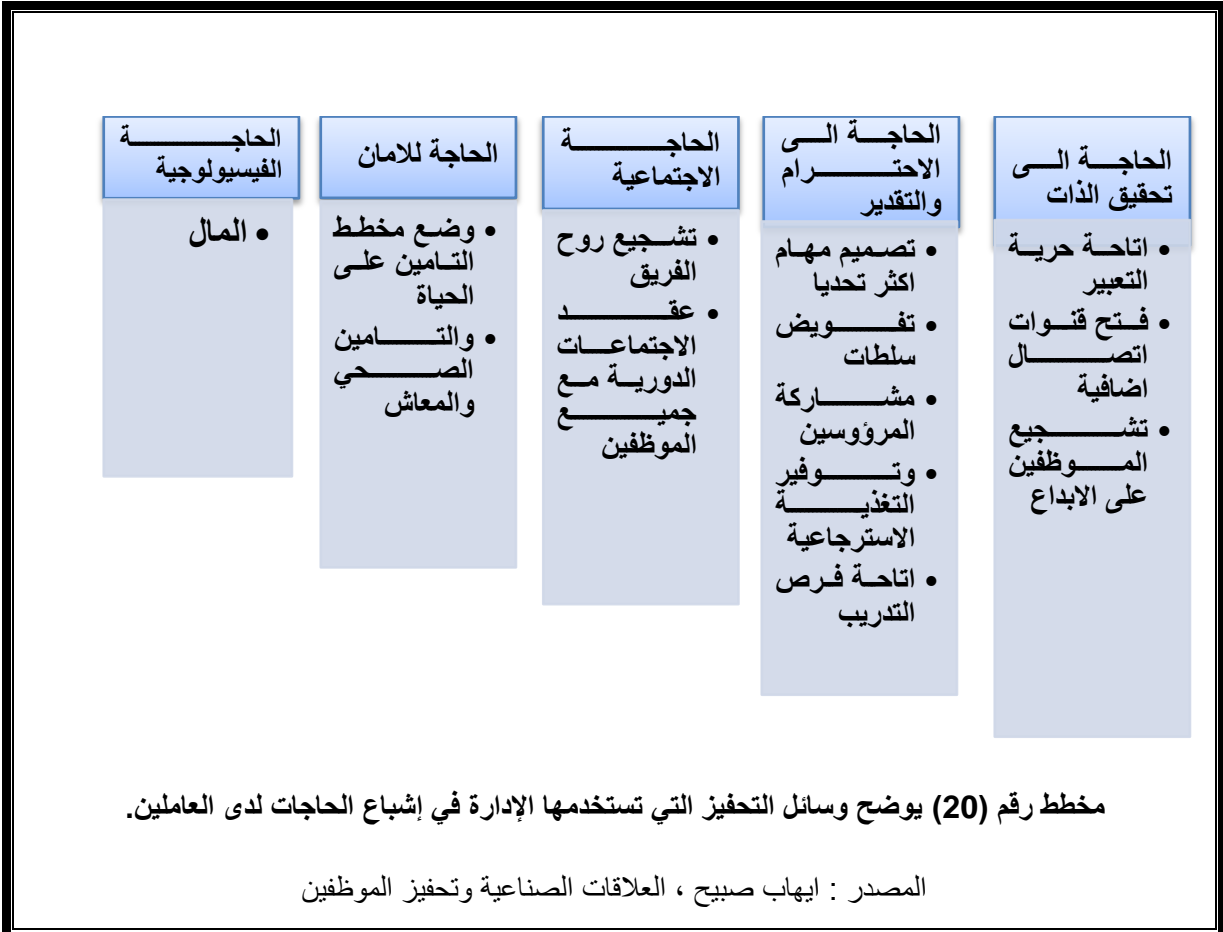 الحاجة الى
تحقيق الذات
• اتاحة حرية
التعبير
• فتح قنوات
اتصال
اضافية
• تشجيع
الموظفين
على الابداع
الحاجة الى
الاحترام
والتقدير
• تصميم مهام
اكثر تحديا
• تفويض
سلطات
• مشاركة
المرؤوسين
• وتوفير
التغذية
الاسترجاعية
• اتاحة فرص
التدريب
الحاجة
الاجتماعية
• تشجيع روح
الفريق
• عقد
الاجتماعات
الدورية مع
جميع
الموظفين
الحاجة للامان
• وضع مخطط
التامين على
الحياة
• والتامين
الصحي
والمعاش
الحاجة
الفيسيولوجية
• المال
مخطط رقم (20) يوضح وسائل التحفيز التي تستخدمها الإدارة في إشباع الحاجات لدى العاملين.
المصدر : ايهاب صبيح ، العلاقات الصناعية وتحفيز الموظفين